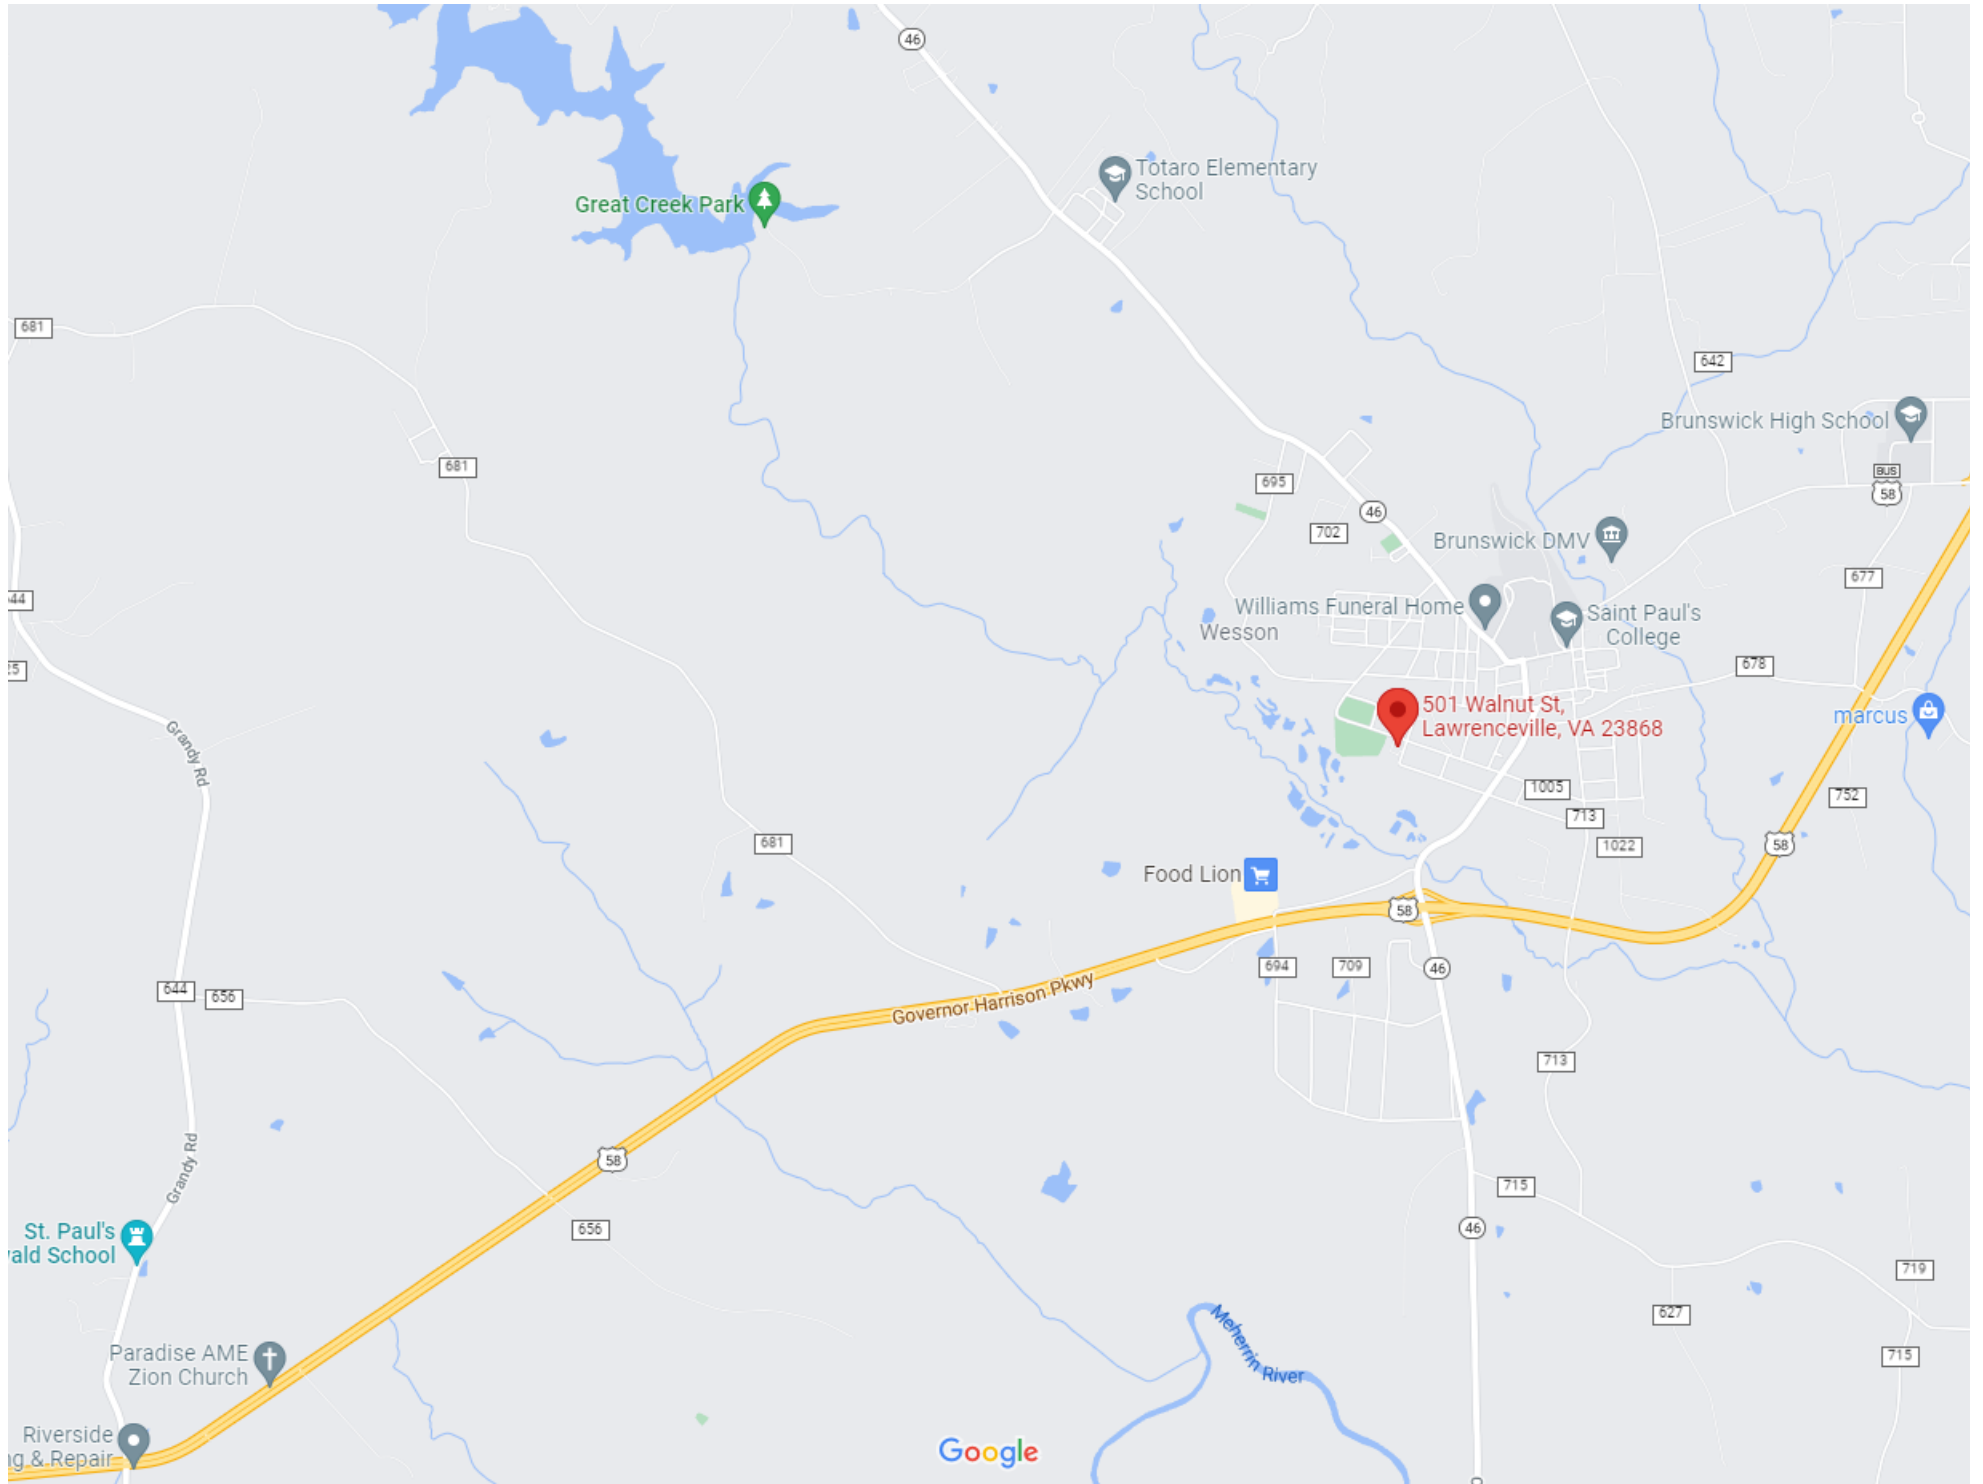 46
Totaro Elementary
School
Great Creek Park
681
642
Brunswick High School
681
695
BUS
58
46
702
Brunswick DMV
677
Williams Funeral Home
Saint Paul's
College
Wesson
44
678
501 Walnut St,
Lawrenceville, VA 23868
marcus
Grandy Rd
1005
752
713
681
1022
58
Food Lion
58
694
709
46
644
656
Governor Harrison Pkwy
713
58
Grandy Rd
715
656
46
St. Paul's
ald School
719
Meherrin River
627
Paradise AME
Zion Church
715
Riverside
g & Repair
Google